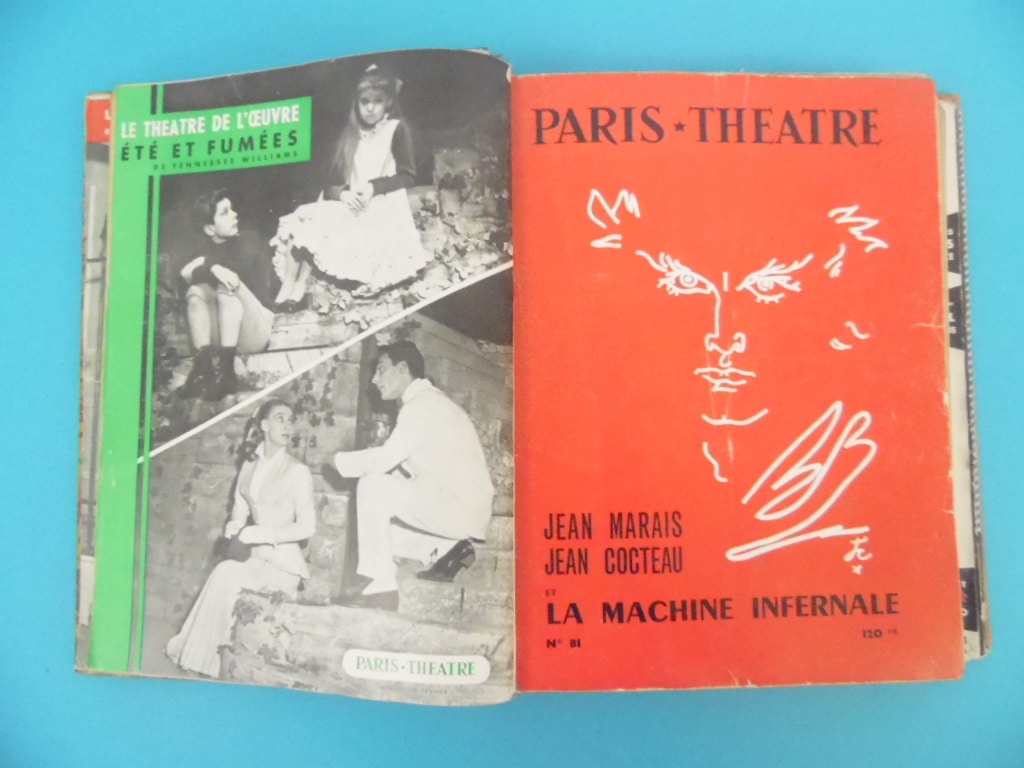 LE THEATRE DE L'ŒUVRE
ÉTÉ ET FUMÉES
DE TENNESSEE WILLIAMS
PARIS · THEATRE
PARIS ★ THEATRE
JEAN MARAIS
JEAN COCTEAU
ET
LA MACHINE INFERNALE
N° 81
120 FR.